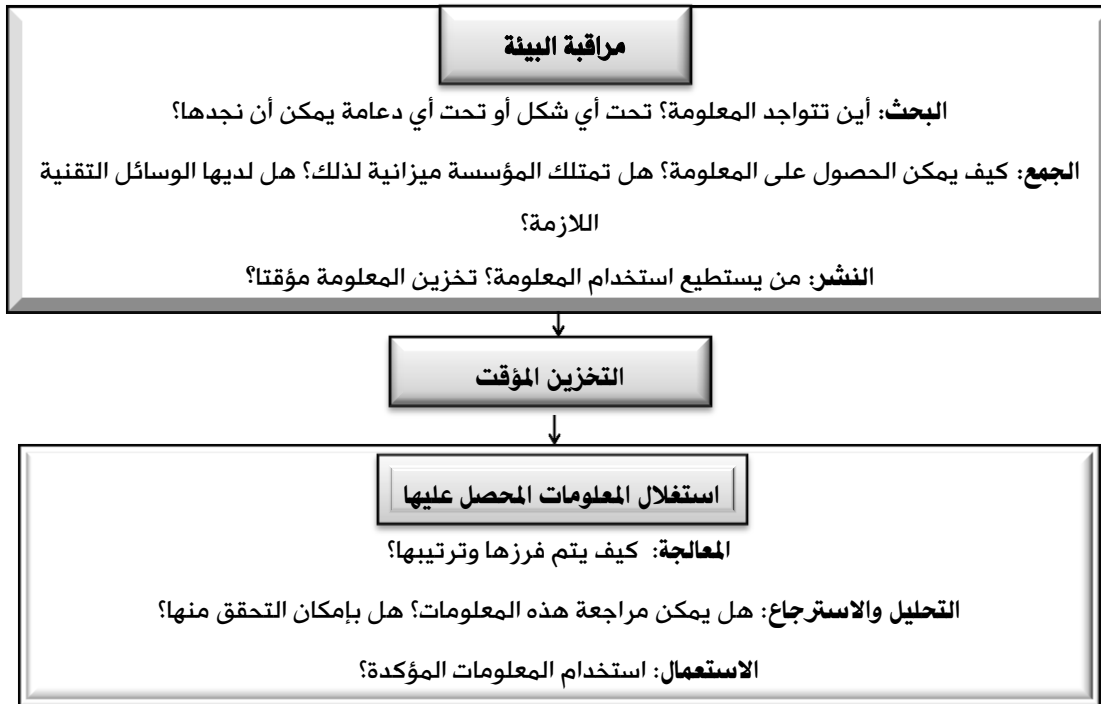 مراقبة البيئة
البحث: أين تتواجد المعلومة؟ تحت أي شكل أو تحت أي دعامة يمكن أن نجدها؟
الجمع: كيف يمكن الحصول على المعلومة؟ هل تمتلك المؤسسة ميزانية لذلك؟ هل لديها الوسائل التقنية
اللازمة؟
النشر: من يستطيع استخدام المعلومة؟ تخزين المعلومة مؤقتا؟
التخزين المؤقت
استغلال المعلومات المحصل عليها
المعالجة: كيف يتم فرزها وترتيبها؟
التحليل والاسترجاع: هل يمكن مراجعة هذه المعلومات؟ هل بإمكان التحقق منها؟
الاستعمال: استخدام المعلومات المؤكدة؟